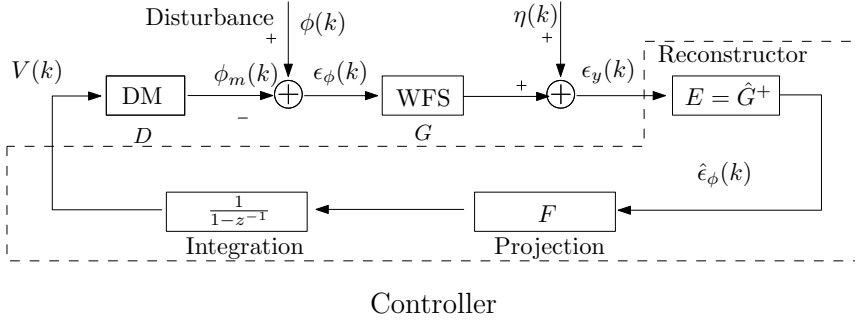 Disturbance
ϕ(k)
+
η(k)
+
Reconstructor
V(k)
DM
D
ϕ_m(k)
−
+
ϵ_ϕ(k)
WFS
G
+
+
ϵ_y(k)
E = Ĝ⁺
ϵ̂_ϕ(k)
1/(1−z⁻¹)
Integration
F
Projection
Controller